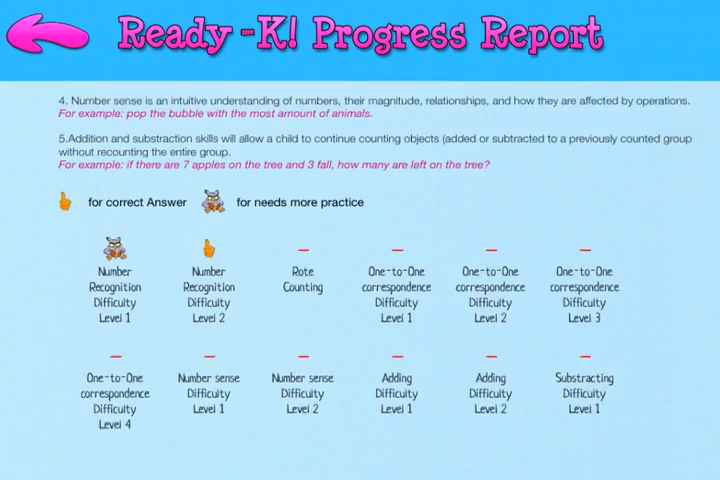 Ready-K! Progress Report
4. Number sense is an intuitive understanding of numbers, their magnitude, relationships, and how they are affected by operations.
For example: pop the bubble with the most amount of animals.
5.Addition and substraction skills will allow a child to continue counting objects (added or subtracted to a previously counted group
without recounting the entire group.
For example: if there are 7 apples on the tree and 3 fall, how many are left on the tree?
for correct Answer for needs more practice
Number Recognition Difficulty Level 1
Number Recognition Difficulty Level 2
Rote Counting
One-to-One correspondence Difficulty Level 1
One-to-One correspondence Difficulty Level 2
One-to-One correspondence Difficulty Level 3
One-to-One correspondence Difficulty Level 4
Number sense Difficulty Level 1
Number sense Difficulty Level 2
Adding Difficulty Level 1
Adding Difficulty Level 2
Substracting Difficulty Level 1